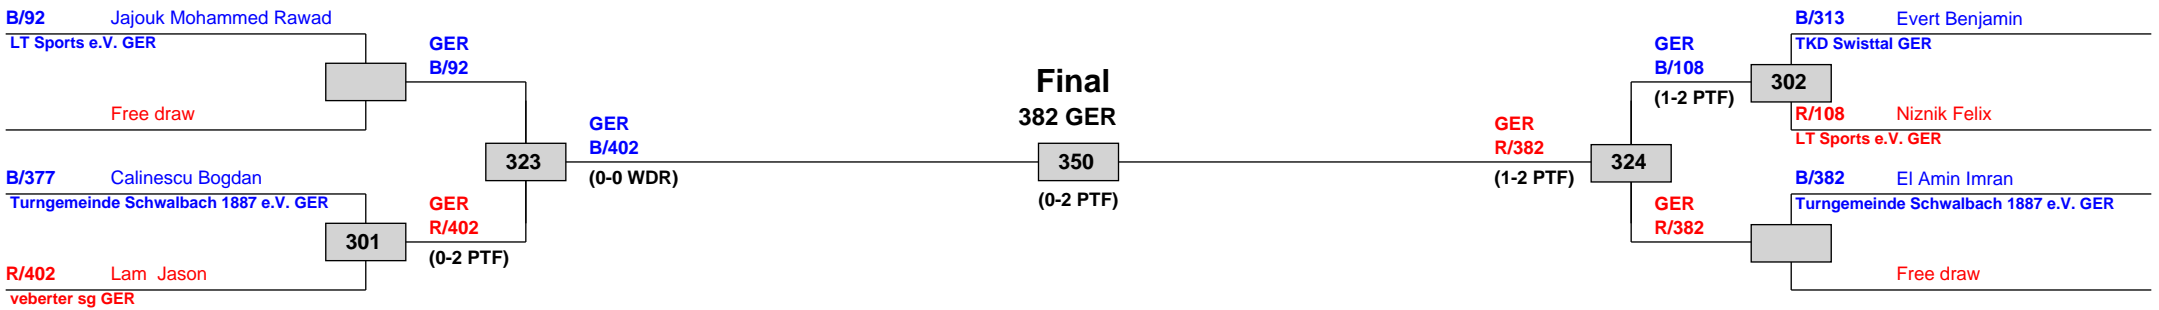 B/92 Jajouk Mohammed Rawad
LT Sports e.V. GER
GER
B/92
Free draw
B/377 Calinescu Bogdan
Turngemeinde Schwalbach 1887 e.V. GER
301
GER
R/402
(0-2 PTF)
R/402 Lam  Jason
veberter sg GER
323
GER
B/402
(0-0 WDR)
Final
382 GER
350
(0-2 PTF)
GER
R/382
(1-2 PTF)
324
GER
B/108
(1-2 PTF)
302
B/313 Evert Benjamin
TKD Swisttal GER
R/108 Niznik Felix
LT Sports e.V. GER
B/382 El Amin Imran
Turngemeinde Schwalbach 1887 e.V. GER
GER
R/382
Free draw